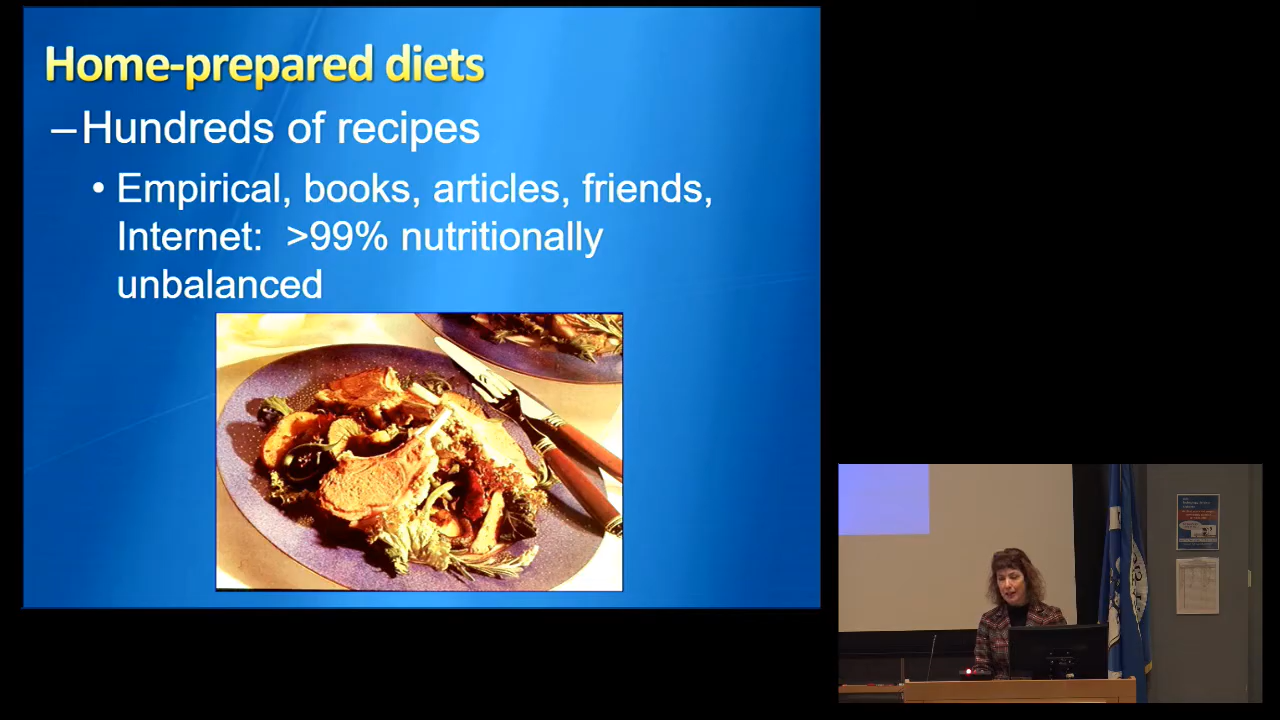 Home-prepared diets
–Hundreds of recipes
• Empirical, books, articles, friends,
Internet: >99% nutritionally
unbalanced